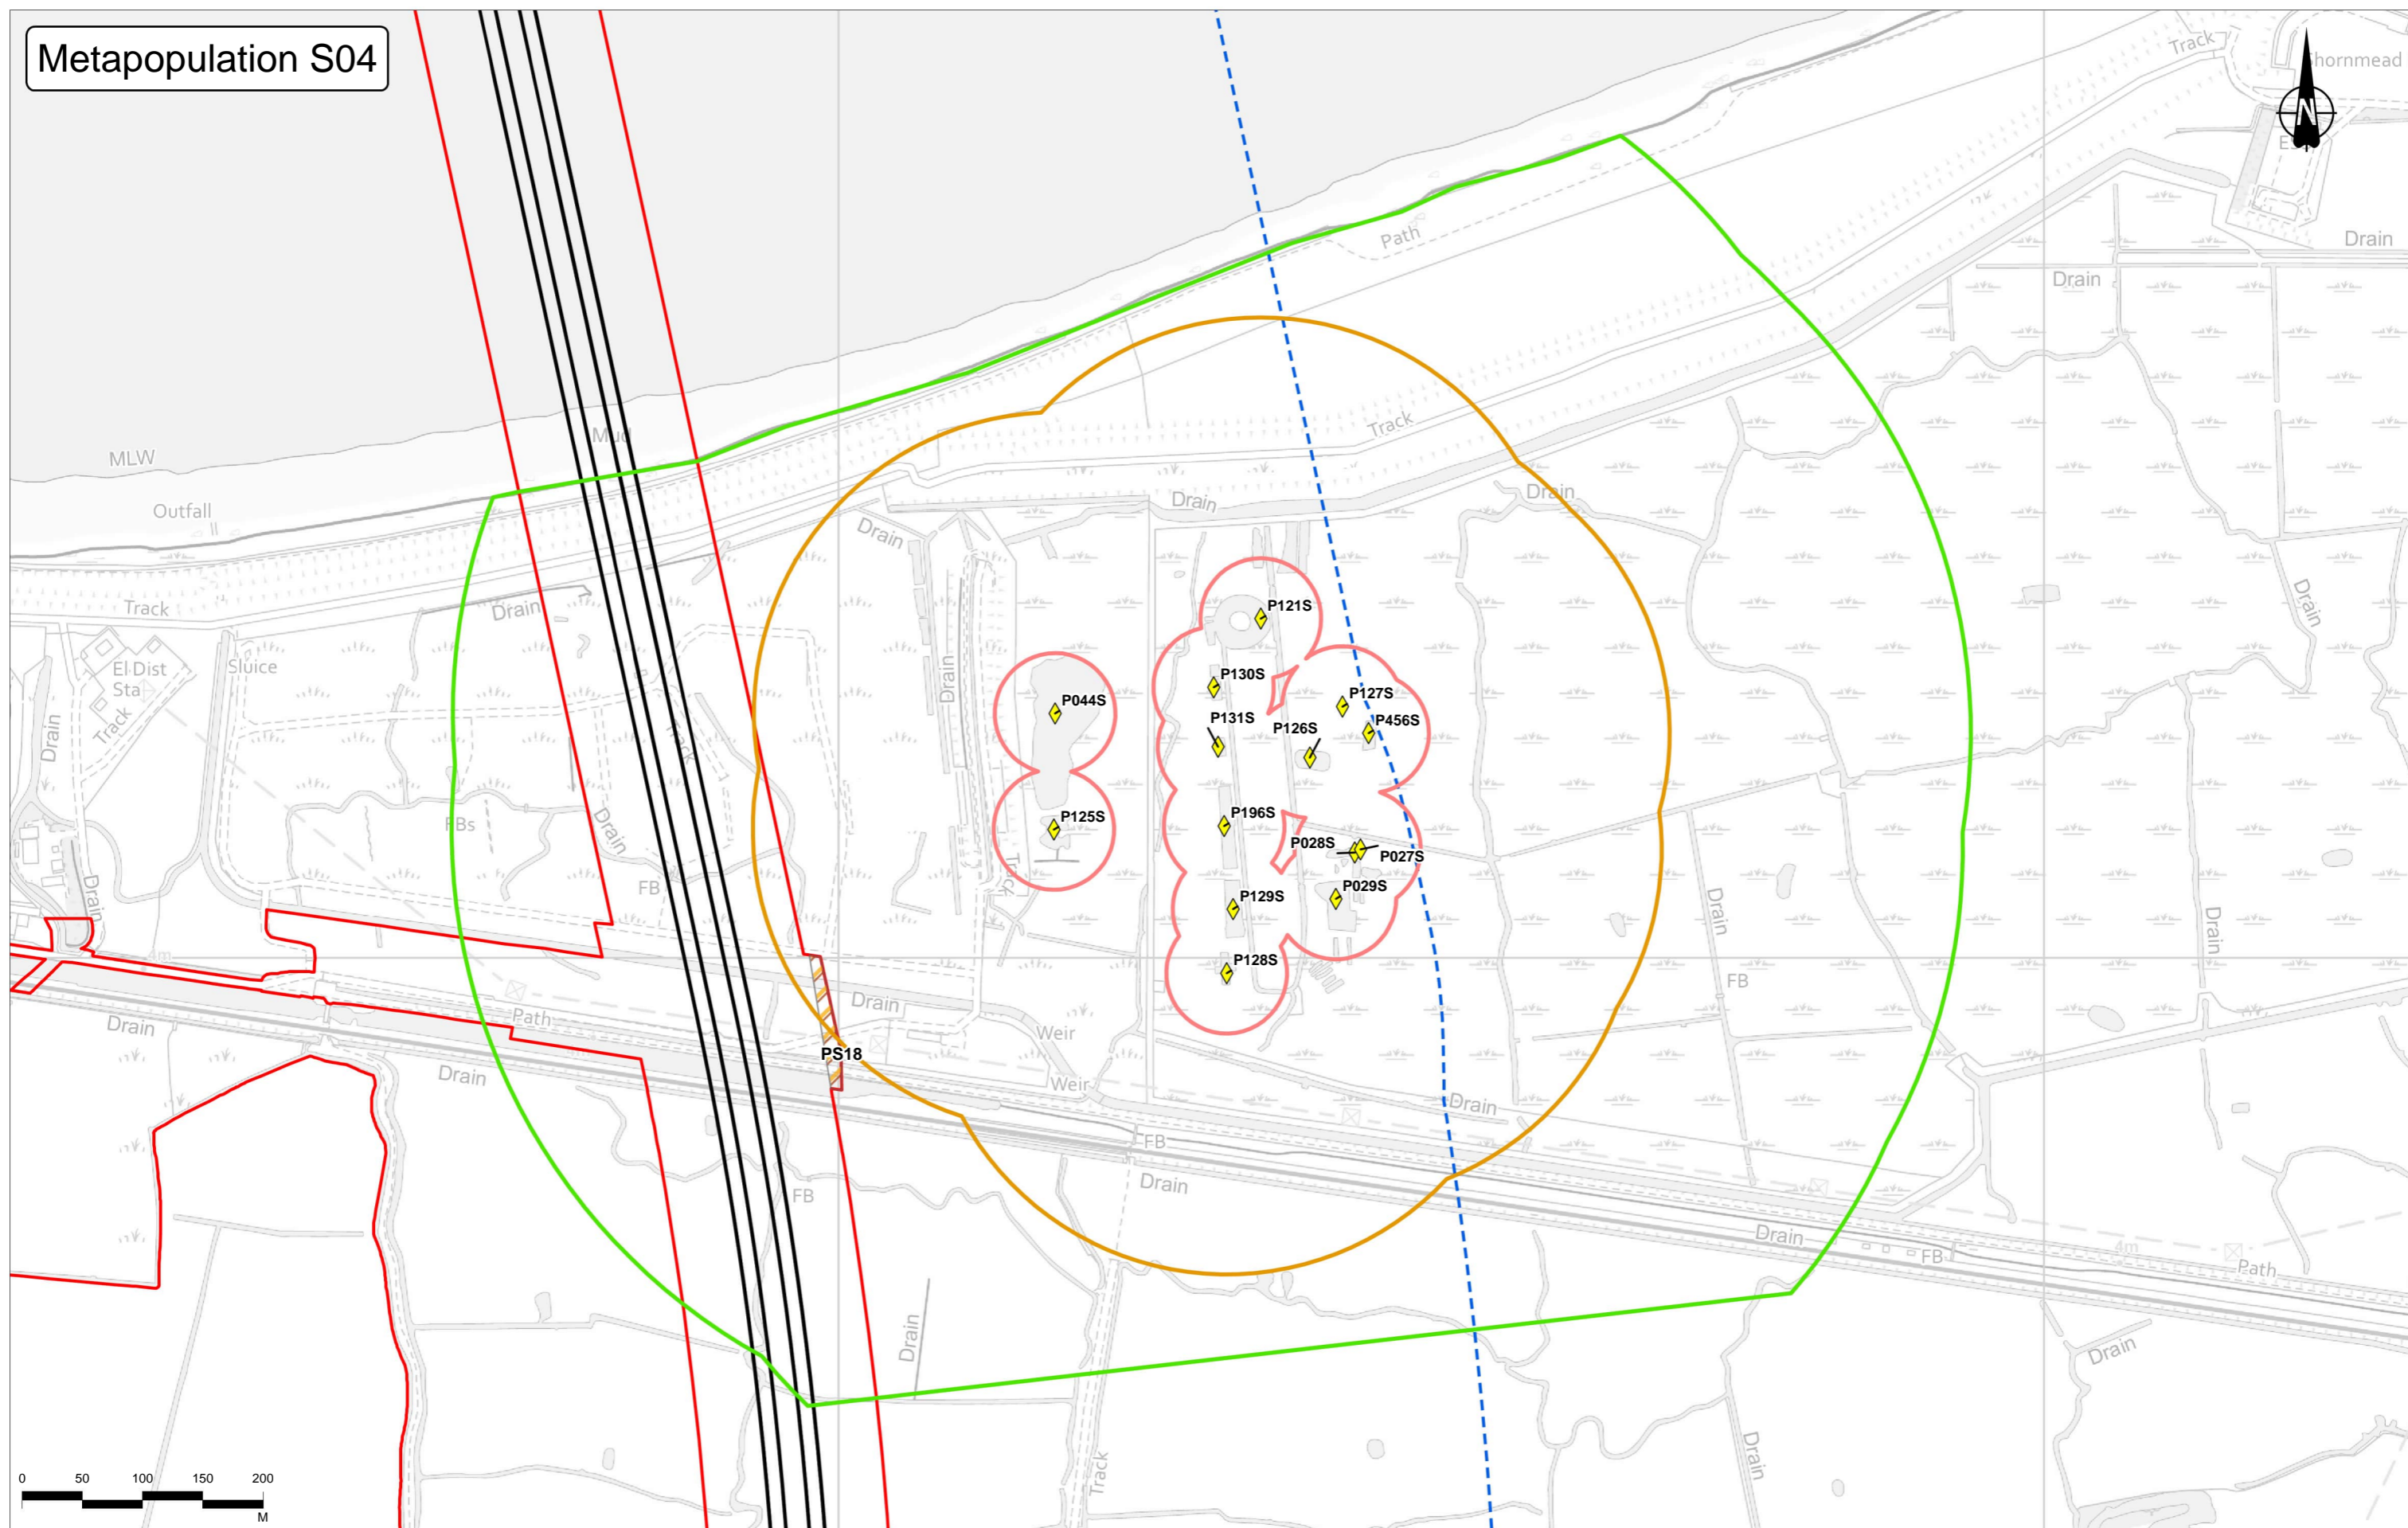 Metapopulation S04
Track
Shornmead
N
Path
Drain
Drain
Track
MLW
Mud
Outfall
Drain
Drain
Drain
Track
Drain
P121S
El Dist
Sta
Sluice
Drain
P130S
Drain
P044S
P127S
Track
Drain
P131S
P126S
P456S
Track
P125S
P196S
FBs
Drain
P028S
P027S
Track
FB
P029S
Drain
P129S
Drain
Drain
4m
P128S
FB
Path
Drain
Weir
Drain
PS18
Drain
Weir
Drain
FB
Drain
FB
Drain
FB
4m
Path
Drain
Drain
Track
Drain
0 50 100 150 200
M